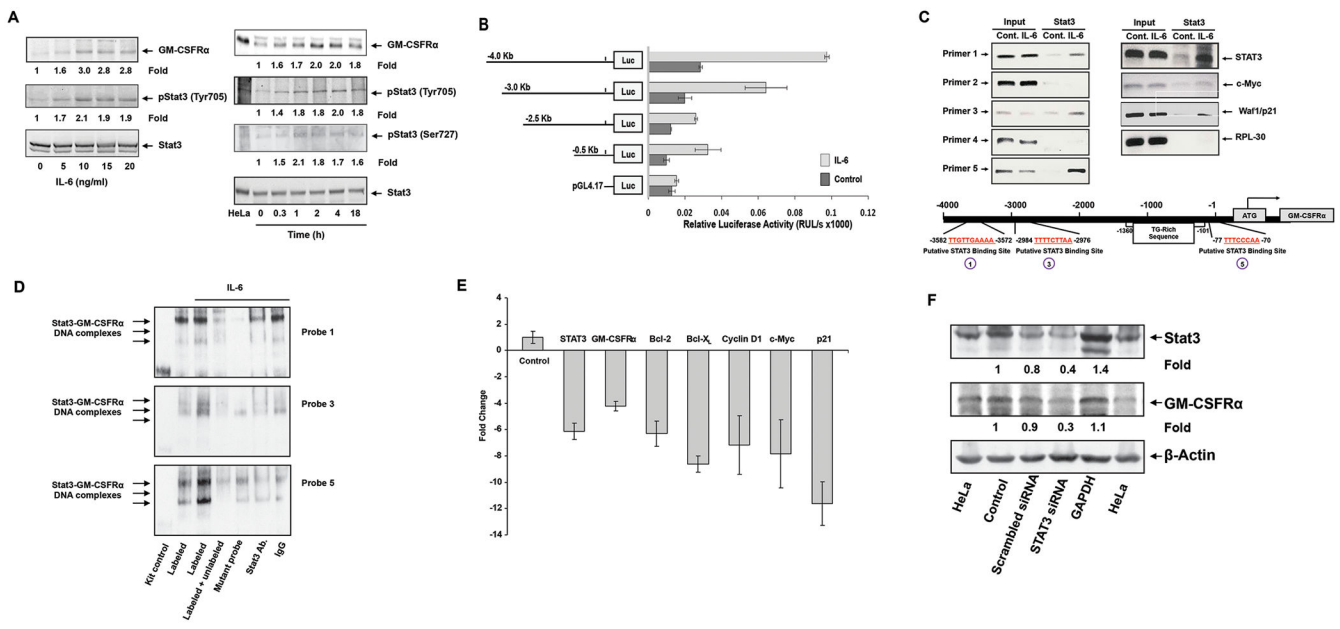 A
GM-CSFRα
1 1.6 3.0 2.8 2.8 Fold
pStat3 (Tyr705)
1 1.7 2.1 1.9 1.9 Fold
Stat3
0 5 10 15 20
IL-6 (ng/ml)
GM-CSFRα
1 1.6 1.7 2.0 2.0 1.8 Fold
pStat3 (Tyr705)
1 1.4 1.8 1.8 2.0 1.8 Fold
pStat3 (Ser727)
1 1.5 2.1 1.8 1.7 1.6 Fold
Stat3
HeLa 0 0.3 1 2 4 18
Time (h)
B
-4.0 Kb Luc
-3.0 Kb Luc
-2.5 Kb Luc
-0.5 Kb Luc
pGL4.17 Luc
IL-6
Control
0 0.02 0.04 0.06 0.08 0.1 0.12
Relative Luciferase Activity (RUL/s x1000)
C
Input Stat3
Cont. IL-6 Cont. IL-6
Primer 1
Primer 2
Primer 3
Primer 4
Primer 5
Input Stat3
Cont. IL-6 Cont. IL-6
STAT3
c-Myc
Waf1/p21
RPL-30
-4000 -3000 -2000 -1000 -1
ATG GM-CSFRα
-1360 TG-Rich Sequence -101
-3582 TTGTTGAAAA -3572
Putative STAT3 Binding Site
1
-2984 TTTTCTTAA -2976
Putative STAT3 Binding Site
3
-77 TTTCCCAA -70
Putative STAT3 Binding Site
5
D
IL-6
Stat3-GM-CSFRα
DNA complexes
Probe 1
Stat3-GM-CSFRα
DNA complexes
Probe 3
Stat3-GM-CSFRα
DNA complexes
Probe 5
Kit control
Labeled
Labeled
Labeled + unlabeled
Mutant probe
Stat3 Ab.
IgG
E
Fold Change
4
2
0
-2
-4
-6
-8
-10
-12
-14
Control
STAT3 GM-CSFRα Bcl-2 Bcl-XL Cyclin D1 c-Myc p21
F
Stat3
1 0.8 0.4 1.4 Fold
GM-CSFRα
1 0.9 0.3 1.1 Fold
β-Actin
HeLa
Control
Scrambled siRNA
STAT3 siRNA
GAPDH
HeLa